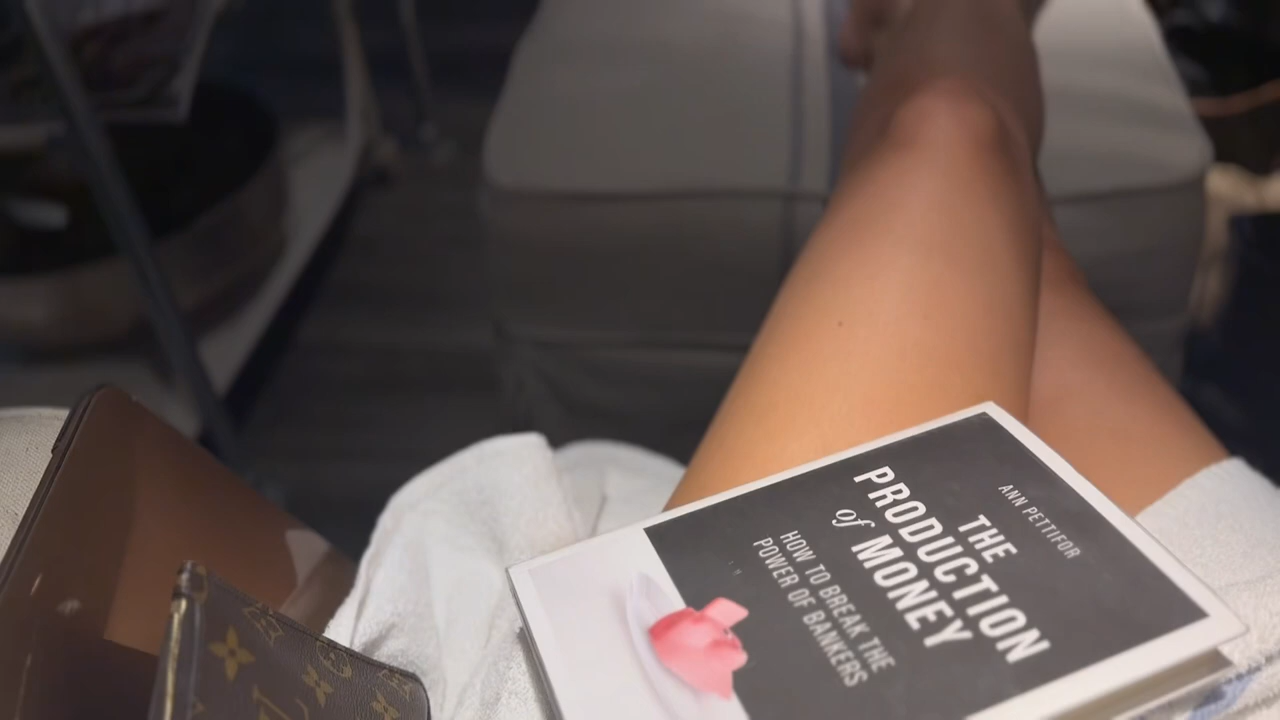 ANN PETTIFOR
THE
PRODUCTION
of MONEY
HOW TO BREAK THE
POWER OF BANKERS